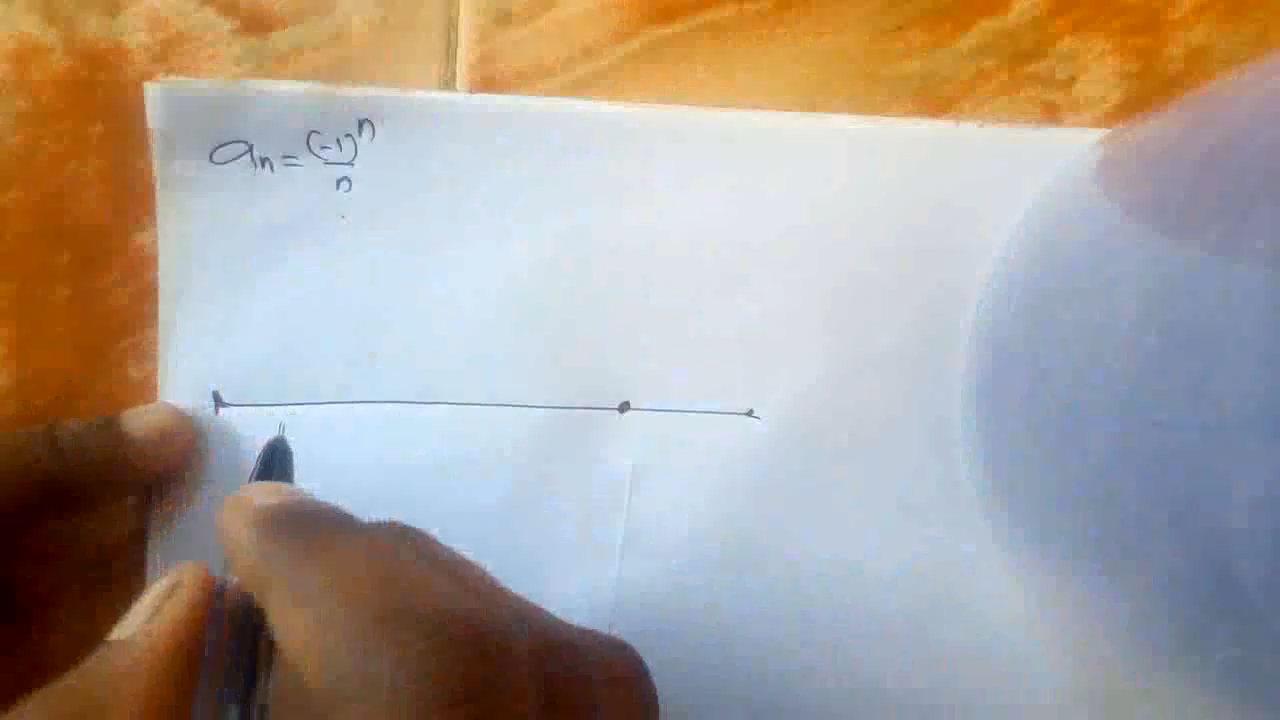 aₙ = (-1)ⁿ/n